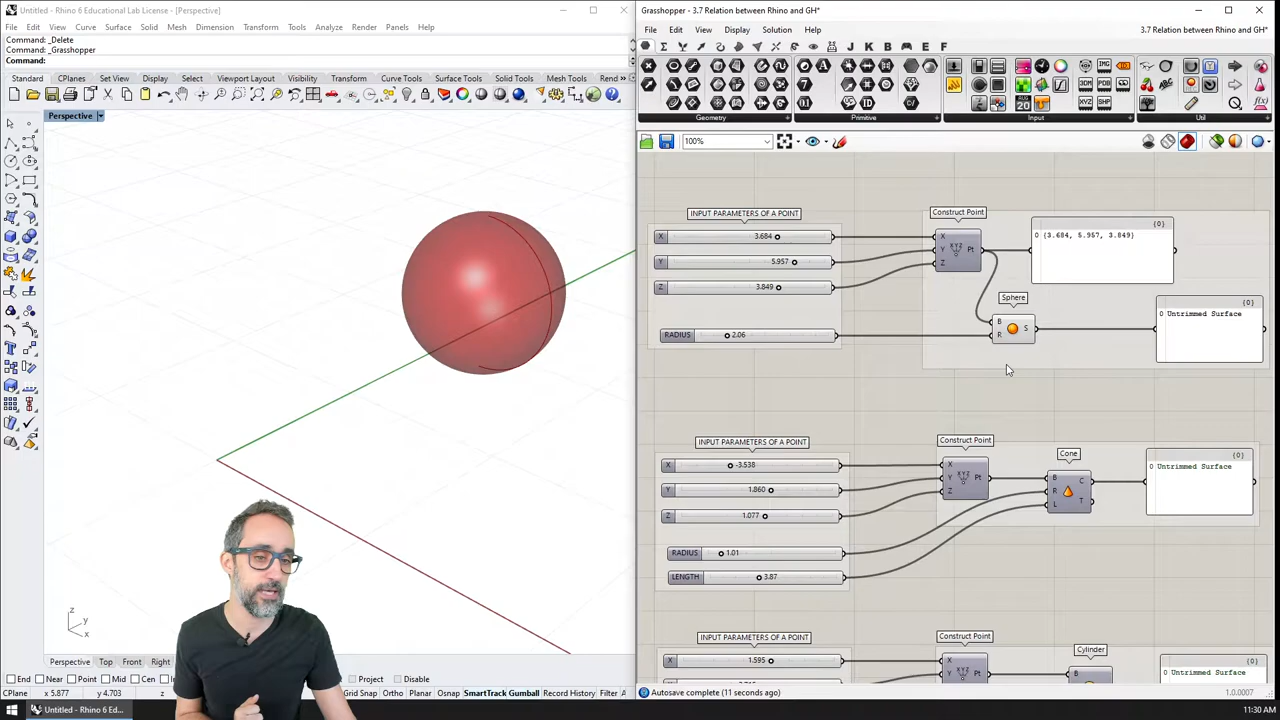 Untitled - Rhino 6 Educational Lab License - [Perspective]
File Edit View Curve Surface Solid Mesh Dimension Transform Tools Analyze Render Panels Help
Command: _Delete
Command: _Grasshopper
Command:
Standard CPlanes Set View Display Select Viewport Layout Visibility Transform Curve Tools Surface Tools Solid Tools Mesh Tools Rend »
Perspective
z
y
x
Perspective Top Front Right
End Near Point Mid Cen Project Disable
CPlane x 5.877 y 4.703 z Grid Snap Ortho Planar Osnap SmartTrack Gumball Record History Filter
Untitled - Rhino 6 Ed...
Grasshopper - 3.7 Relation between Rhino and GH*
File Edit View Display Solution Help
3.7 Relation between Rhino and GH*
J K B E F
Geometry Primitive Input Util
100%
INPUT PARAMETERS OF A POINT
X 3.684
Y 5.957
Z 3.849
RADIUS 2.06
Construct Point
X
Y
Z
Pt
{0}
0 {3.684, 5.957, 3.849}
Sphere
B
R
S
{0}
0 Untrimmed Surface
INPUT PARAMETERS OF A POINT
X -3.538
Y 1.860
Z 1.077
RADIUS 1.01
LENGTH 3.87
Construct Point
X
Y
Z
Pt
Cone
B
R
L
C
T
{0}
0 Untrimmed Surface
INPUT PARAMETERS OF A POINT
X 1.595
Construct Point
X
Y
Pt
Cylinder
B
{0}
0 Untrimmed Surface
Autosave complete (11 seconds ago)
1.0.0007
11:30 AM